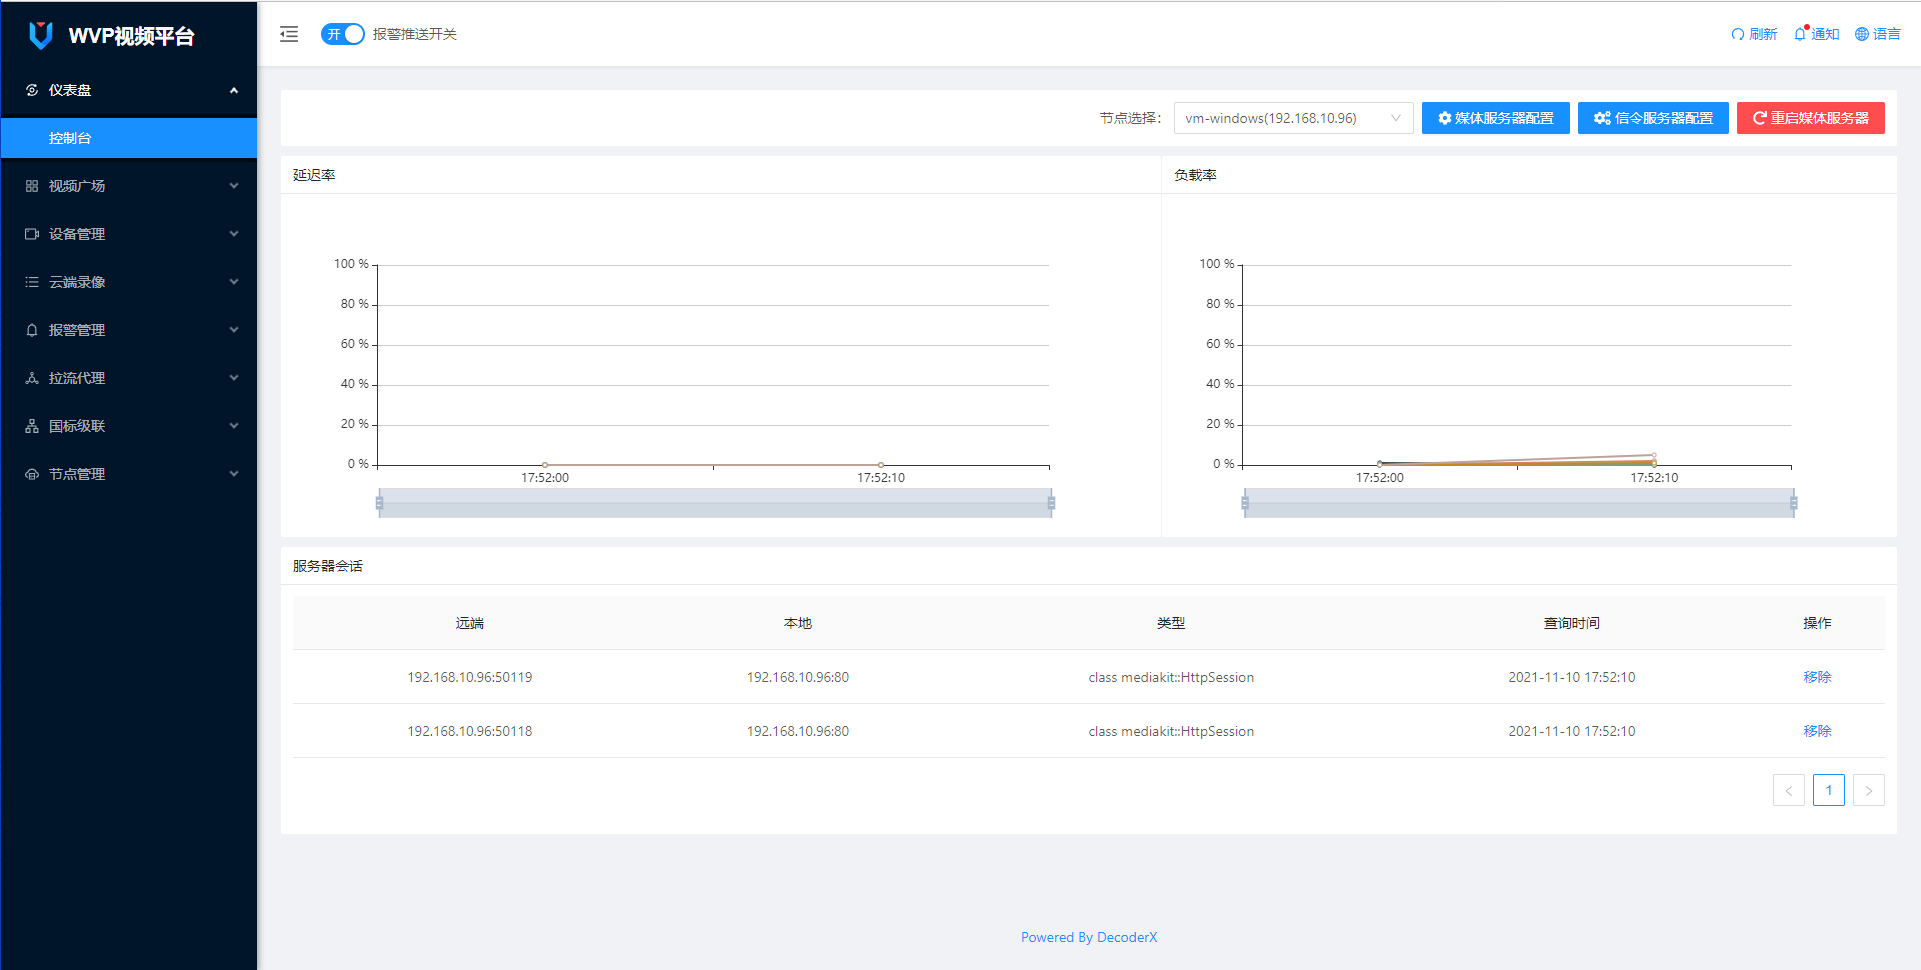 WVP视频平台
开 报警推送开关
刷新 通知 语言
仪表盘
控制台
视频广场
设备管理
云端录像
报警管理
拉流代理
国标级联
节点管理
节点选择： vm-windows(192.168.10.96) 媒体服务器配置 信令服务器配置 重启媒体服务器
延迟率
100 %
80 %
60 %
40 %
20 %
0 %
17:52:00 17:52:10
负载率
100 %
80 %
60 %
40 %
20 %
0 %
17:52:00 17:52:10
服务器会话
远端 本地 类型 查询时间 操作
192.168.10.96:50119 192.168.10.96:80 class mediakit::HttpSession 2021-11-10 17:52:10 移除
192.168.10.96:50118 192.168.10.96:80 class mediakit::HttpSession 2021-11-10 17:52:10 移除
< 1 >
Powered By DecoderX